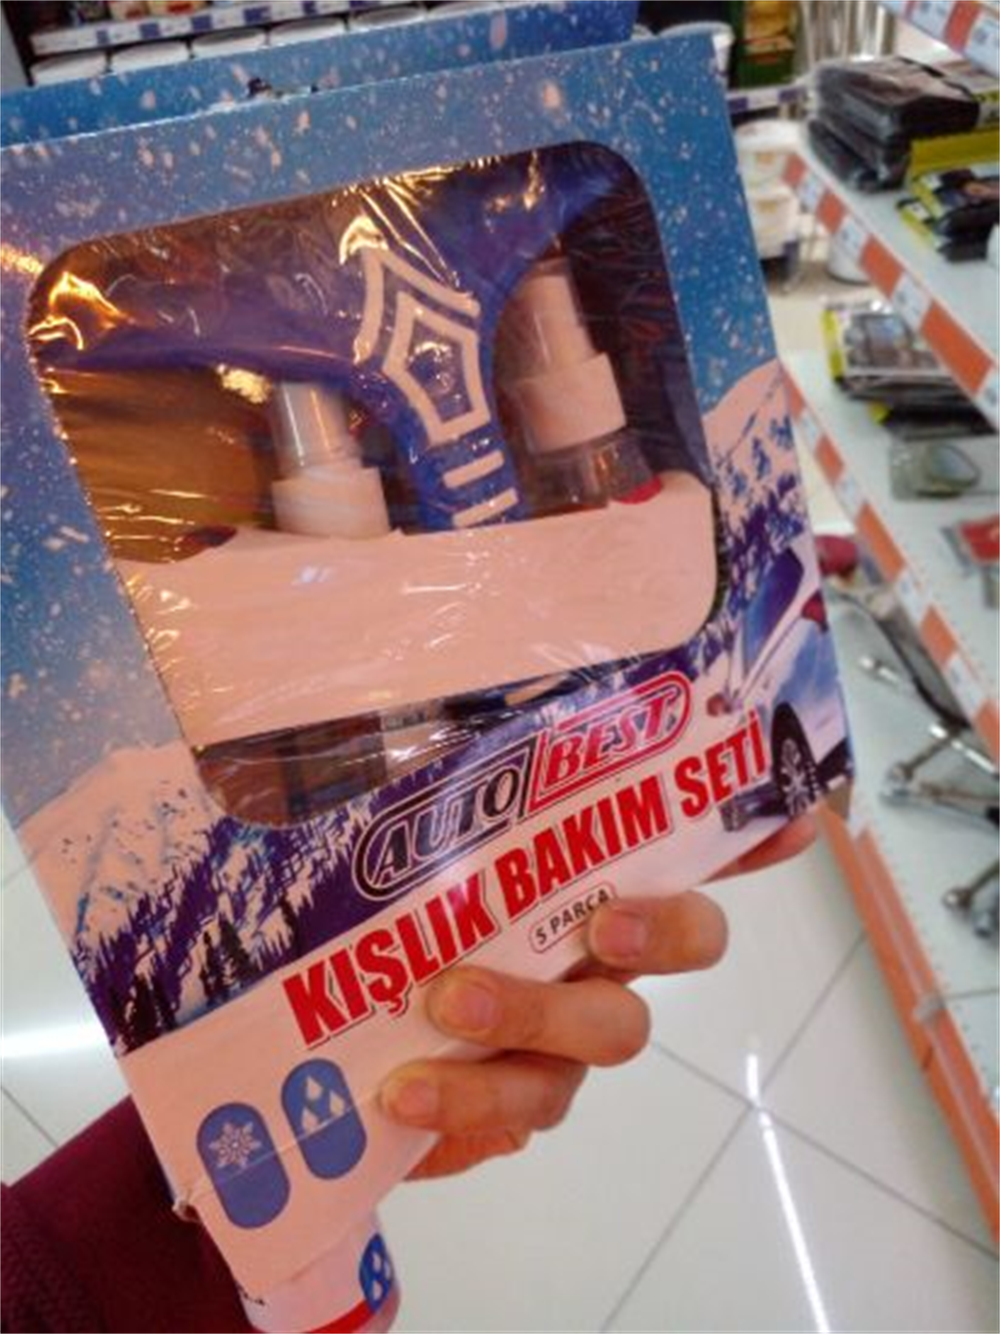 AUTO BEST
KIŞLIK BAKIM SETİ
5 PARÇA